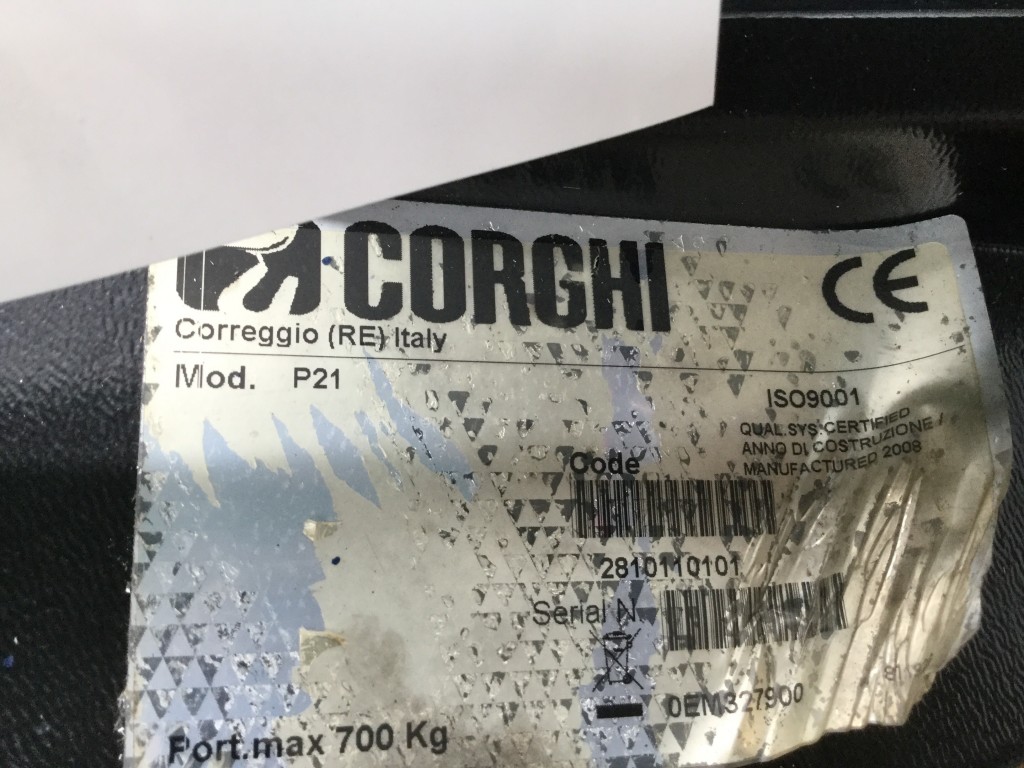 CORGHI
CE
Correggio (RE) Italy
Mod. P21
ISO9001
QUAL.SYS.CERTIFIED
ANNO DI COSTRUZIONE /
MANUFACTURED 2008
Code
2810110101
Serial N.
0EM327900
Port.max 700 Kg